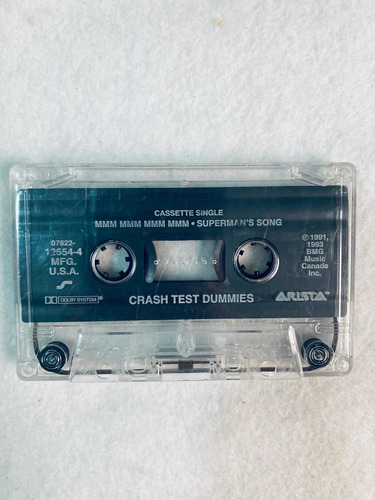 CASSETTE SINGLE
MMM MMM MMM MMM • SUPERMAN'S SONG
07822-
12654-4
MFG.
U.S.A.
℗ 1991,
1993
BMG
Music
Canada
Inc.
DOLBY SYSTEM®
CRASH TEST DUMMIES
ARISTA™